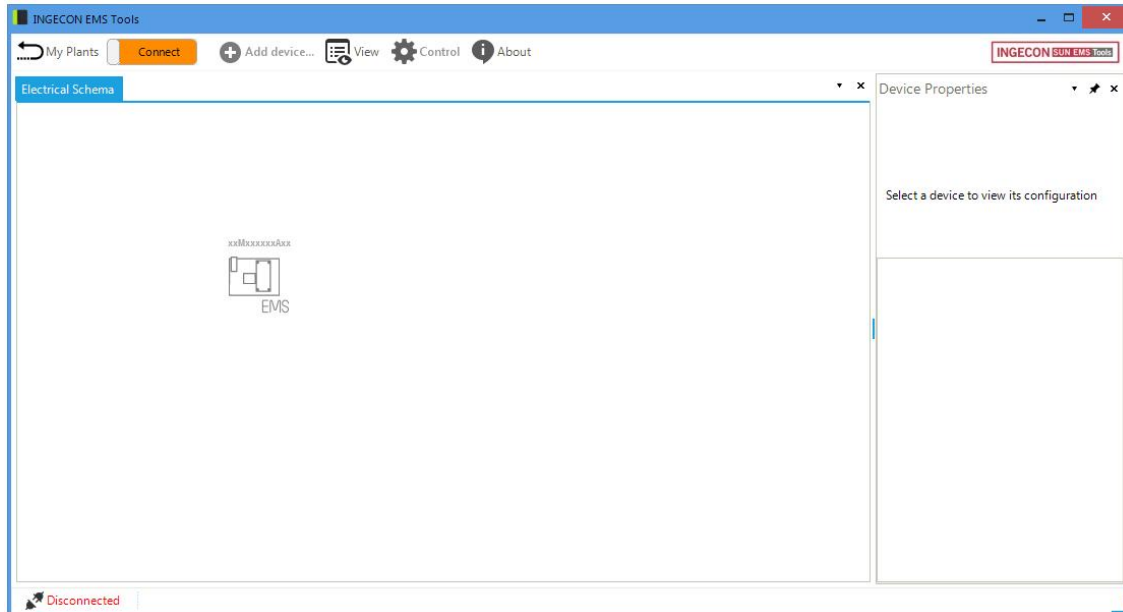 INGECON EMS Tools
My Plants Connect Add device... View Control About INGECON SUN EMS Tools
Electrical Schema
Device Properties
Select a device to view its configuration
xxMxxxxxxAxx
EMS
Disconnected